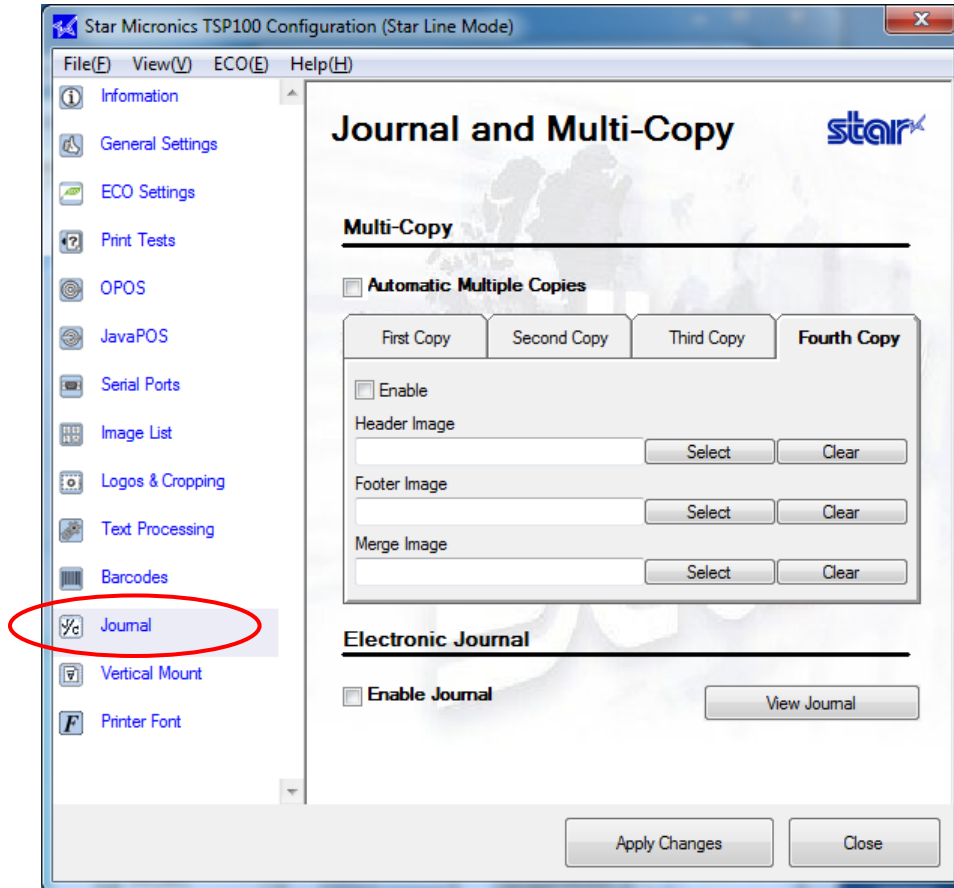 Star Micronics TSP100 Configuration (Star Line Mode)
File(F) View(V) ECO(E) Help(H)
Information
General Settings
ECO Settings
Print Tests
OPOS
JavaPOS
Serial Ports
Image List
Logos & Cropping
Text Processing
Barcodes
J/c Journal
Vertical Mount
F Printer Font
Journal and Multi-Copy
star
Multi-Copy
Automatic Multiple Copies
First Copy Second Copy Third Copy Fourth Copy
Enable
Header Image
Select Clear
Footer Image
Select Clear
Merge Image
Select Clear
Electronic Journal
Enable Journal
View Journal
Apply Changes Close